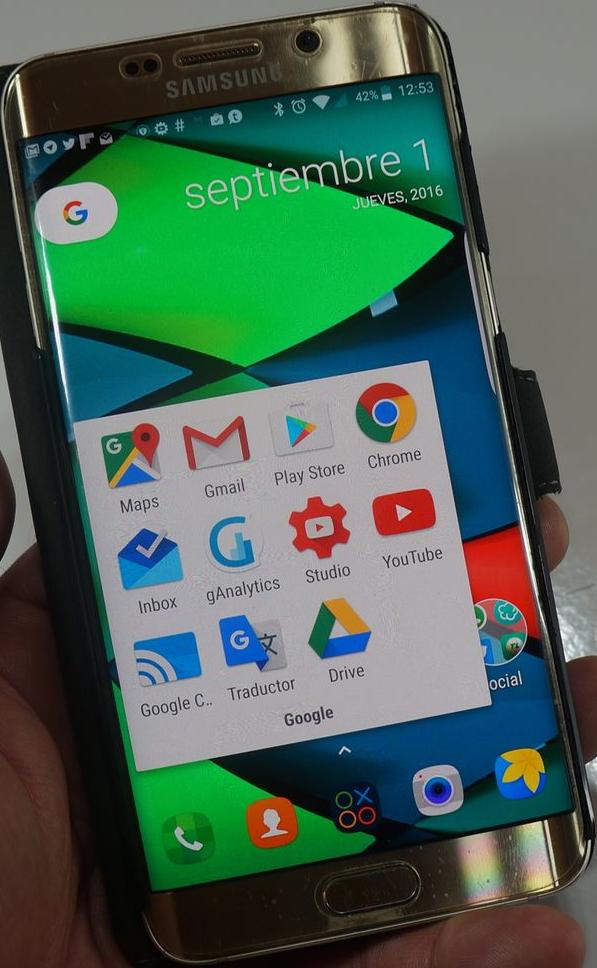 SAMSUNG
42% 12:53
septiembre 1
JUEVES, 2016
G
G
Maps
Gmail
Play Store
Chrome
Inbox
gAnalytics
Studio
YouTube
G 文
Google C..
Traductor
Drive
ocial
Google